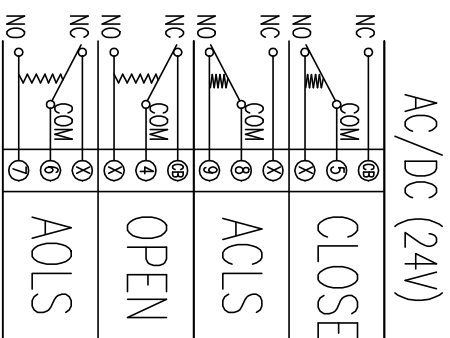 AC/DC (24V)
NC CB
COM 5
NO X
CLOSE
NC X
COM 8
NO 9
ACLS
NC CB
COM 4
NO X
OPEN
NC X
COM 6
NO 7
AOLS